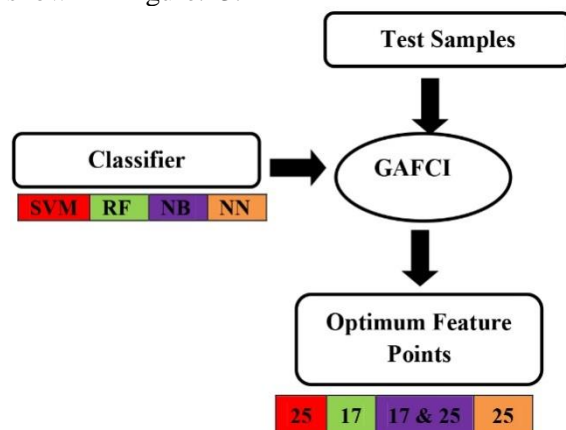 Test Samples
Classifier
GAFCI
SVM RF NB NN
Optimum Feature
Points
25 17 17 & 25 25